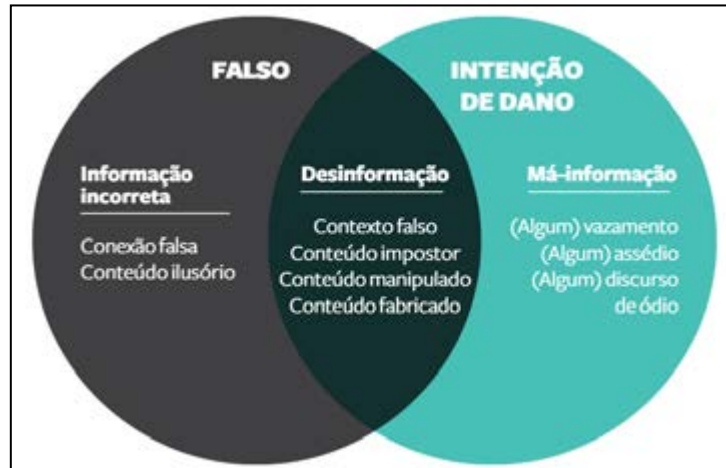 FALSO
INTENÇÃO
DE DANO
Informação
incorreta
Conexão falsa
Conteúdo ilusório
Desinformação
Contexto falso
Conteúdo impostor
Conteúdo manipulado
Conteúdo fabricado
Má-informação
(Algum) vazamento
(Algum) assédio
(Algum) discurso
de ódio